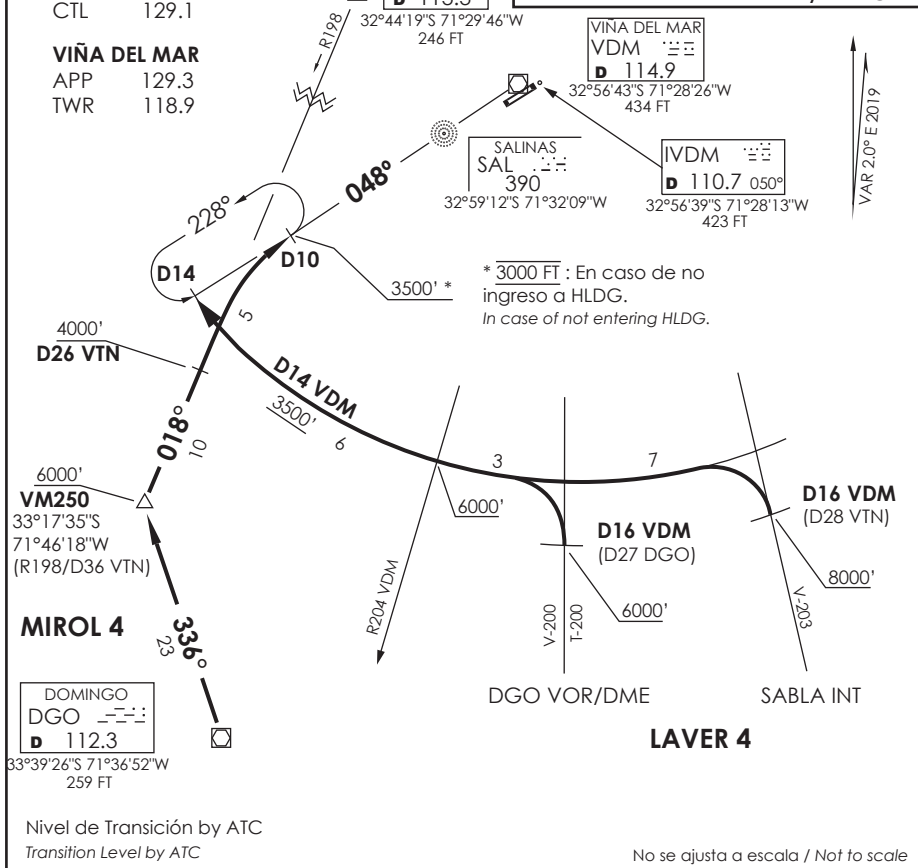 CTL 129.1
VIÑA DEL MAR
APP 129.3
TWR 118.9
R198
32°44'19"S 71°29'46"W
246 FT
VIÑA DEL MAR
VDM
D 114.9
32°56'43"S 71°28'26"W
434 FT
VAR 2.0° E 2019
SALINAS
SAL
390
32°59'12"S 71°32'09"W
IVDM
D 110.7 050°
32°56'39"S 71°28'13"W
423 FT
048°
228°
D14
D10
3500' *
* 3000 FT : En caso de no
ingreso a HLDG.
In case of not entering HLDG.
4000'
D26 VTN
5
D14 VDM
3500'
6
018°
10
3
7
6000'
VM250
33°17'35"S
71°46'18"W
(R198/D36 VTN)
6000'
D16 VDM
(D27 DGO)
6000'
D16 VDM
(D28 VTN)
8000'
R204 VDM
V-200
T-200
V-203
MIROL 4
336°
23
DOMINGO
DGO
D 112.3
33°39'26"S 71°36'52"W
259 FT
DGO VOR/DME
SABLA INT
LAVER 4
Nivel de Transición by ATC
Transition Level by ATC
No se ajusta a escala / Not to scale